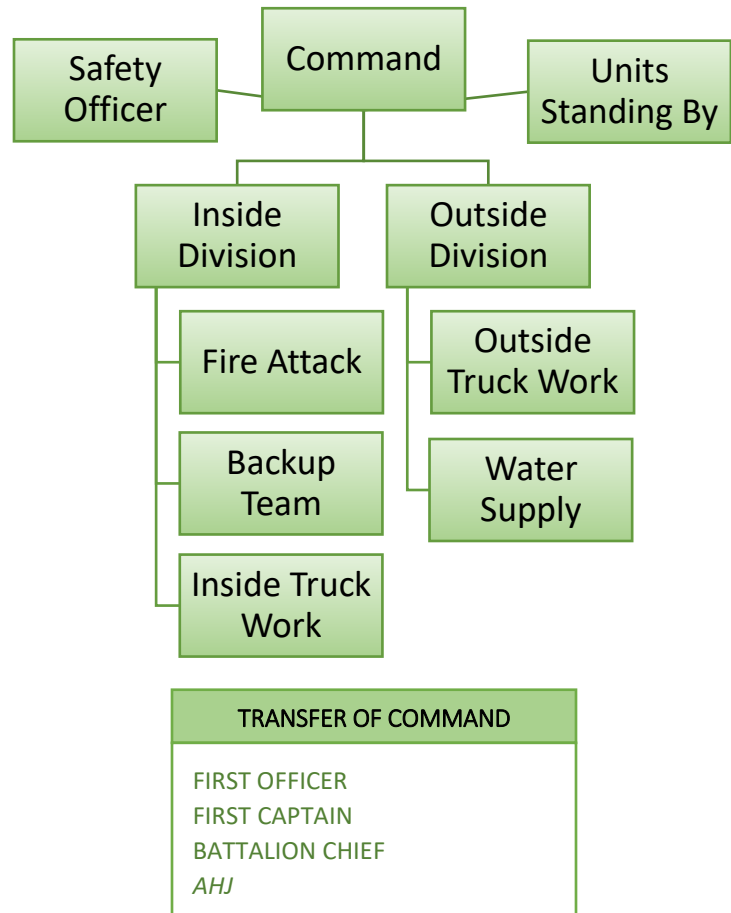 Safety
Officer
Command
Units
Standing By
Inside
Division
Outside
Division
Fire Attack
Outside
Truck Work
Backup
Team
Water
Supply
Inside Truck
Work
TRANSFER OF COMMAND
FIRST OFFICER
FIRST CAPTAIN
BATTALION CHIEF
AHJ